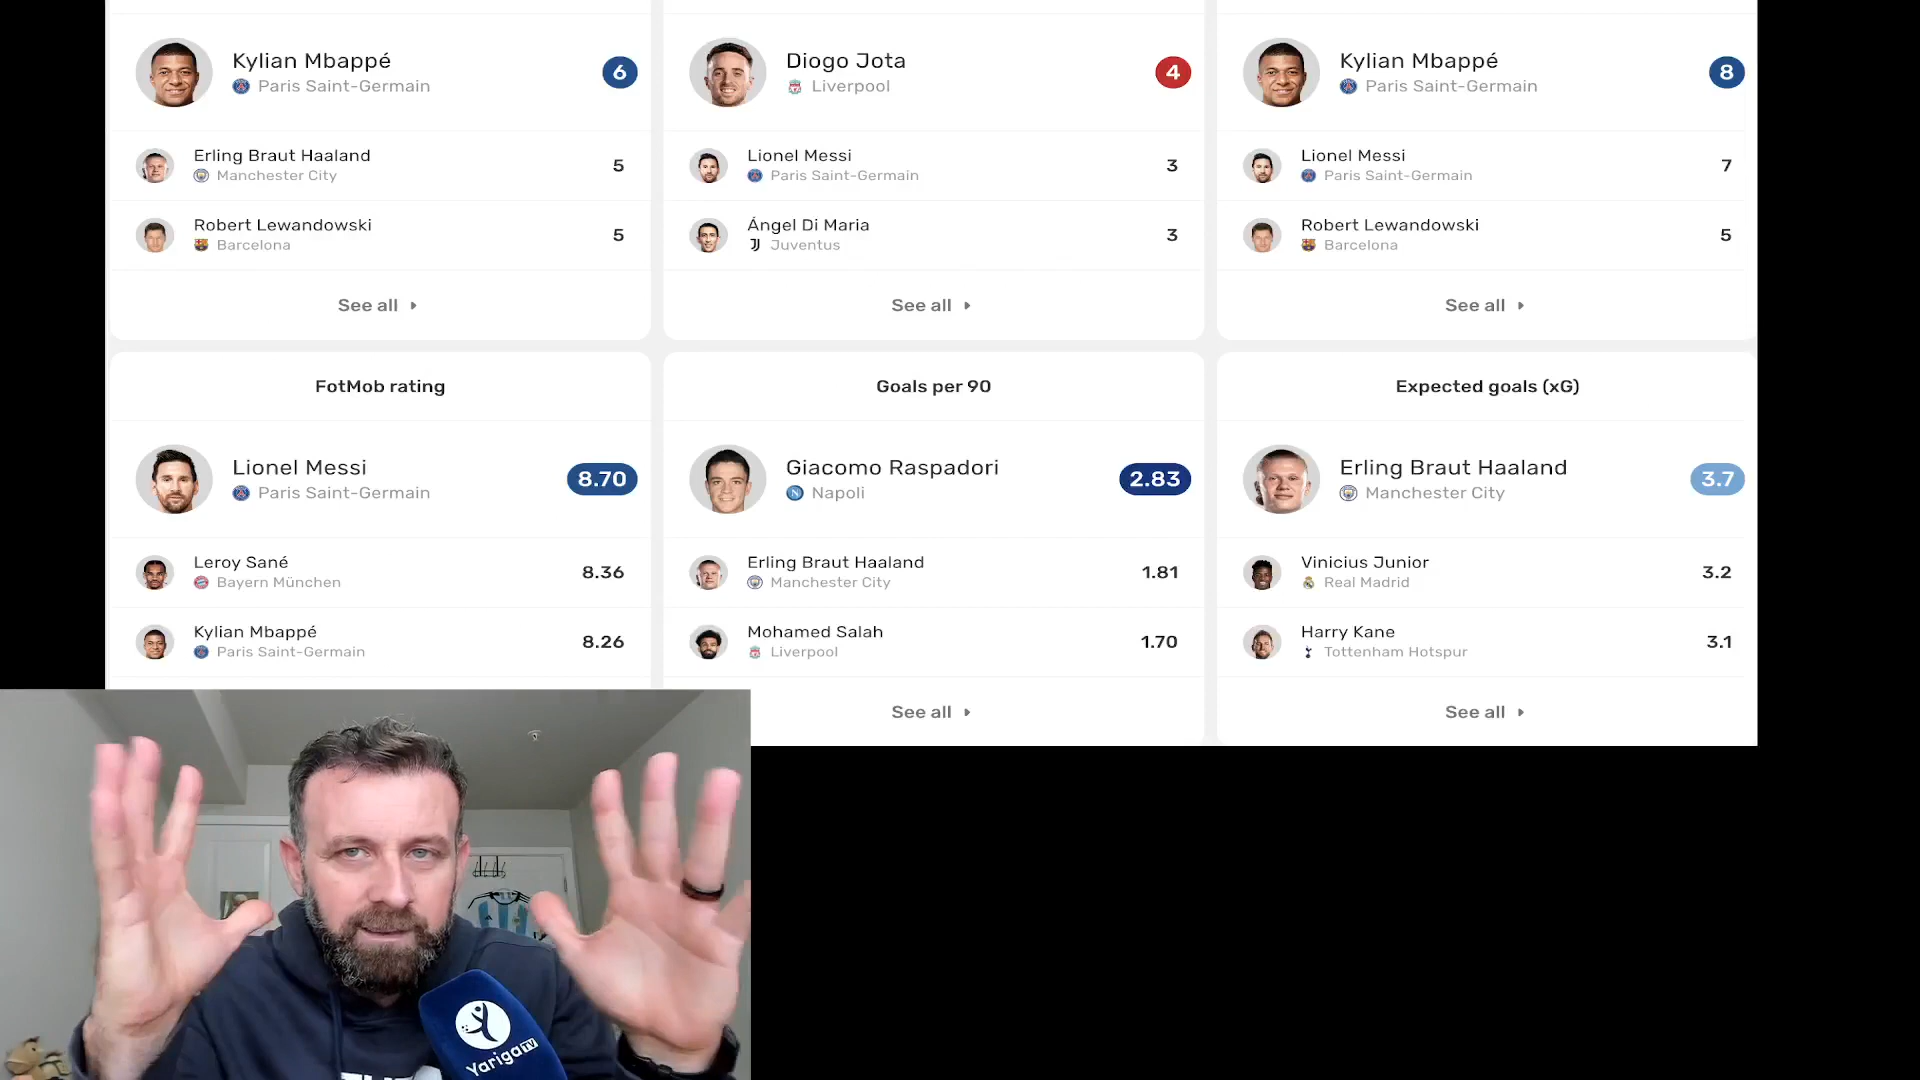 Kylian Mbappé
Paris Saint-Germain
6
Erling Braut Haaland
Manchester City
5
Robert Lewandowski
Barcelona
5
See all
Diogo Jota
Liverpool
4
Lionel Messi
Paris Saint-Germain
3
Ángel Di Maria
Juventus
3
See all
Kylian Mbappé
Paris Saint-Germain
8
Lionel Messi
Paris Saint-Germain
7
Robert Lewandowski
Barcelona
5
See all
FotMob rating
Lionel Messi
Paris Saint-Germain
8.70
Leroy Sané
Bayern München
8.36
Kylian Mbappé
Paris Saint-Germain
8.26
Goals per 90
Giacomo Raspadori
Napoli
2.83
Erling Braut Haaland
Manchester City
1.81
Mohamed Salah
Liverpool
1.70
See all
Expected goals (xG)
Erling Braut Haaland
Manchester City
3.7
Vinicius Junior
Real Madrid
3.2
Harry Kane
Tottenham Hotspur
3.1
See all
Yariga TV